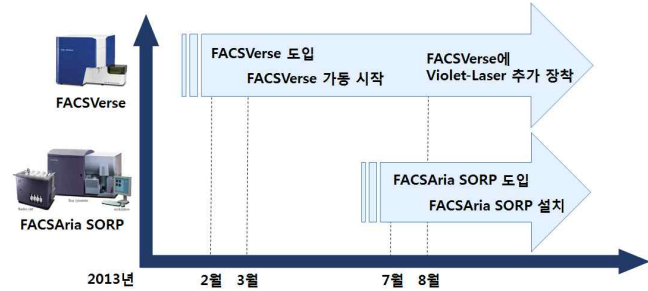 FACSVerse 도입
FACSVerse 가동 시작
FACSVerse에
Violet-Laser 추가 장착
FACSVerse
FACSAria SORP 도입
FACSAria SORP 설치
FACSAria SORP
2013년
2월
3월
7월
8월